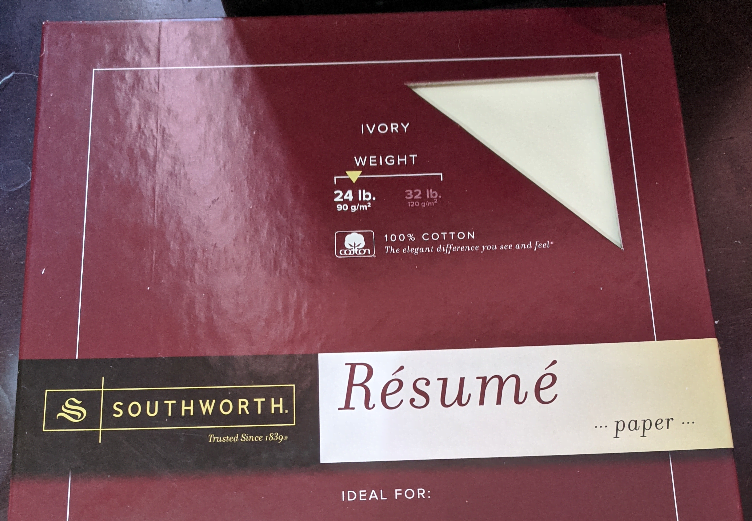 IVORY
WEIGHT
24 lb. 32 lb.
90 g/m² 120 g/m²
cotton
100% COTTON
The elegant difference you see and feel*
Résumé
S SOUTHWORTH.
... paper ...
Trusted Since 1839»
IDEAL FOR: